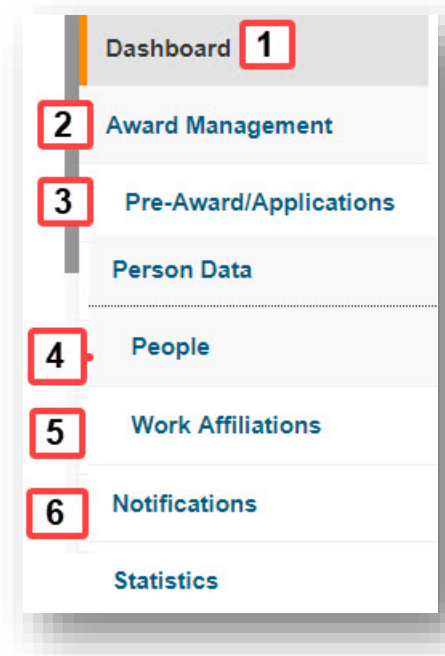 Dashboard 1
2 Award Management
3 Pre-Award/Applications
Person Data
4 People
5 Work Affiliations
6 Notifications
Statistics